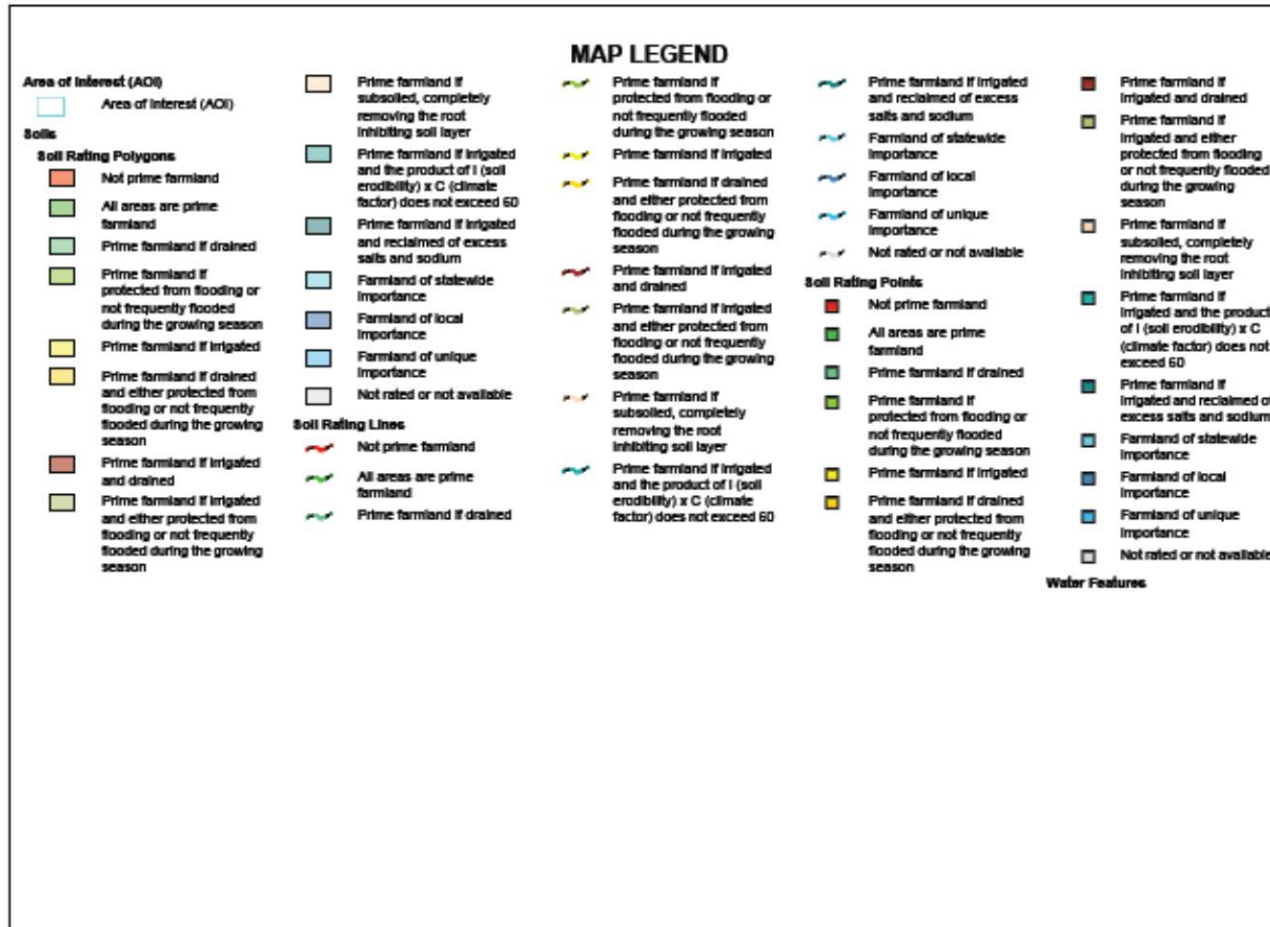 MAP LEGEND
Area of Interest (AOI)
Area of Interest (AOI)
Soils
Soil Rating Polygons
Not prime farmland
All areas are prime
farmland
Prime farmland if drained
Prime farmland if
protected from flooding or
not frequently flooded
during the growing season
Prime farmland if irrigated
Prime farmland if drained
and either protected from
flooding or not frequently
flooded during the growing
season
Prime farmland if irrigated
and drained
Prime farmland if irrigated
and either protected from
flooding or not frequently
flooded during the growing
season
Prime farmland if
subsoiled, completely
removing the root
inhibiting soil layer
Prime farmland if irrigated
and the product of I (soil
erodibility) x C (climate
factor) does not exceed 60
Prime farmland if irrigated
and reclaimed of excess
salts and sodium
Farmland of statewide
importance
Farmland of local
importance
Farmland of unique
importance
Not rated or not available
Soil Rating Lines
Not prime farmland
All areas are prime
farmland
Prime farmland if drained
Prime farmland if
protected from flooding or
not frequently flooded
during the growing season
Prime farmland if irrigated
Prime farmland if drained
and either protected from
flooding or not frequently
flooded during the growing
season
Prime farmland if irrigated
and drained
Prime farmland if irrigated
and either protected from
flooding or not frequently
flooded during the growing
season
Prime farmland if
subsoiled, completely
removing the root
inhibiting soil layer
Prime farmland if irrigated
and the product of I (soil
erodibility) x C (climate
factor) does not exceed 60
Prime farmland if irrigated
and reclaimed of excess
salts and sodium
Farmland of statewide
importance
Farmland of local
importance
Farmland of unique
importance
Not rated or not available
Soil Rating Points
Not prime farmland
All areas are prime
farmland
Prime farmland if drained
Prime farmland if
protected from flooding or
not frequently flooded
during the growing season
Prime farmland if irrigated
Prime farmland if drained
and either protected from
flooding or not frequently
flooded during the growing
season
Prime farmland if
irrigated and drained
Prime farmland if
irrigated and either
protected from flooding
or not frequently flooded
during the growing
season
Prime farmland if
subsoiled, completely
removing the root
inhibiting soil layer
Prime farmland if
irrigated and the product
of I (soil erodibility) x C
(climate factor) does not
exceed 60
Prime farmland if
irrigated and reclaimed of
excess salts and sodium
Farmland of statewide
importance
Farmland of local
importance
Farmland of unique
importance
Not rated or not available
Water Features